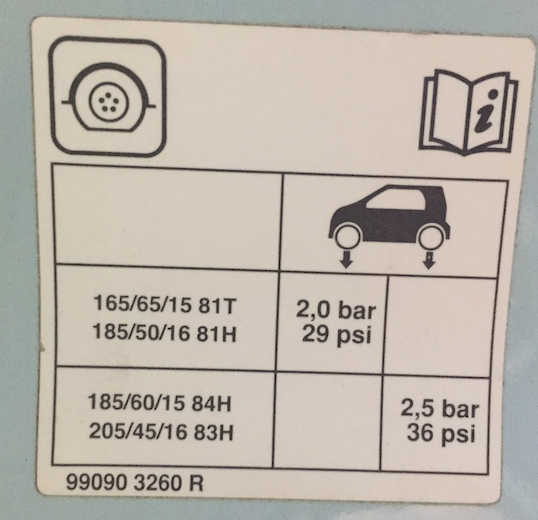 i
165/65/15 81T
185/50/16 81H
2,0 bar
29 psi
185/60/15 84H
205/45/16 83H
2,5 bar
36 psi
99090 3260 R